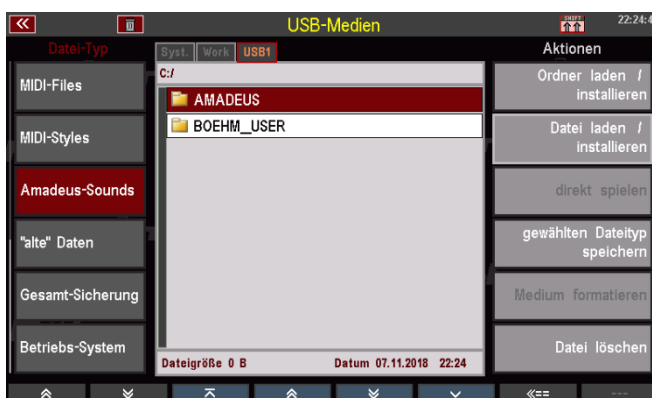 USB-Medien
SHIFT
22:24:4
Datei-Typ
Syst. Work USB1
Aktionen
C:/
MIDI-Files
MIDI-Styles
Amadeus-Sounds
"alte" Daten
Gesamt-Sicherung
Betriebs-System
AMADEUS
BOEHM_USER
Dateigröße 0 B Datum 07.11.2018 22:24
Ordner laden /
installieren
Datei laden /
installieren
direkt spielen
gewählten Dateityp
speichern
Medium formatieren
Datei löschen